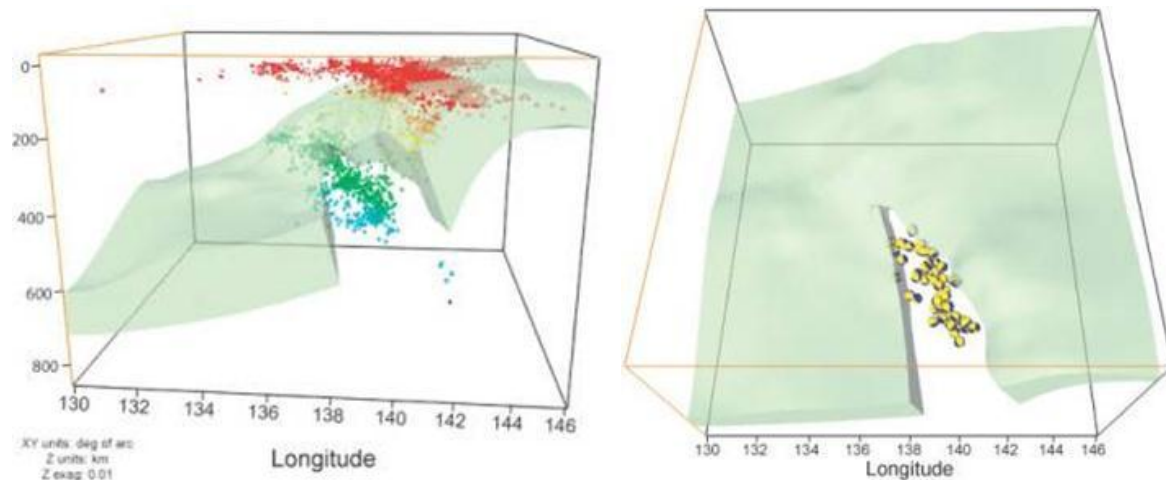 0
200
400
600
800
130 132 134 136 138 140 142 144 146
XY units: deg of arc
Z units: km
Z exag: 0.01
Longitude
130 132 134 136 138 140 142 144 146
Longitude